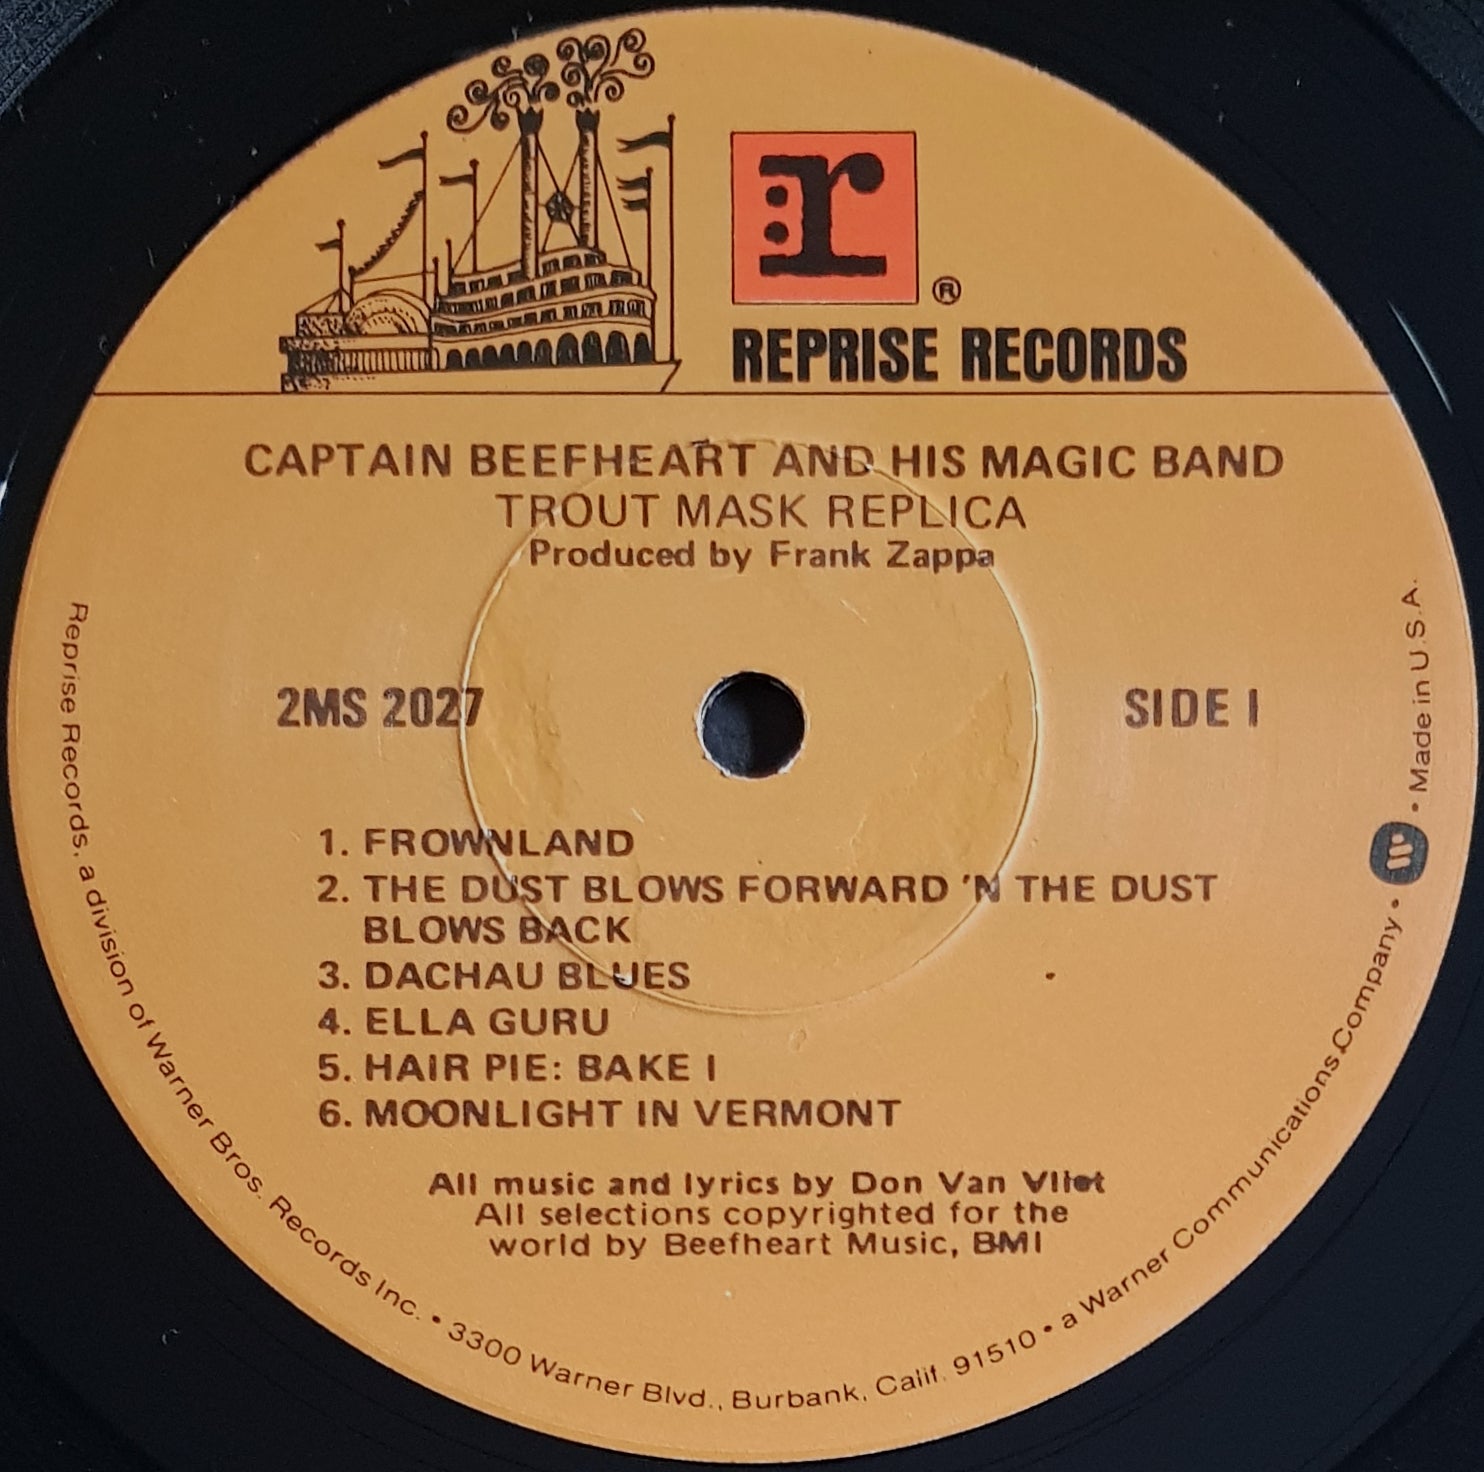 r
®
REPRISE RECORDS
CAPTAIN BEEFHEART AND HIS MAGIC BAND
TROUT MASK REPLICA
Produced by Frank Zappa
2MS 2027
SIDE 1
1. FROWNLAND
2. THE DUST BLOWS FORWARD 'N THE DUST
BLOWS BACK
3. DACHAU BLUES
4. ELLA GURU
5. HAIR PIE: BAKE I
6. MOONLIGHT IN VERMONT
All music and lyrics by Don Van Vliet
All selections copyrighted for the
world by Beefheart Music, BMI
Reprise Records, a division of Warner Bros. Records Inc. • 3300 Warner Blvd., Burbank, Calif. 91510 • a Warner Communications Company • W • Made in U.S.A.